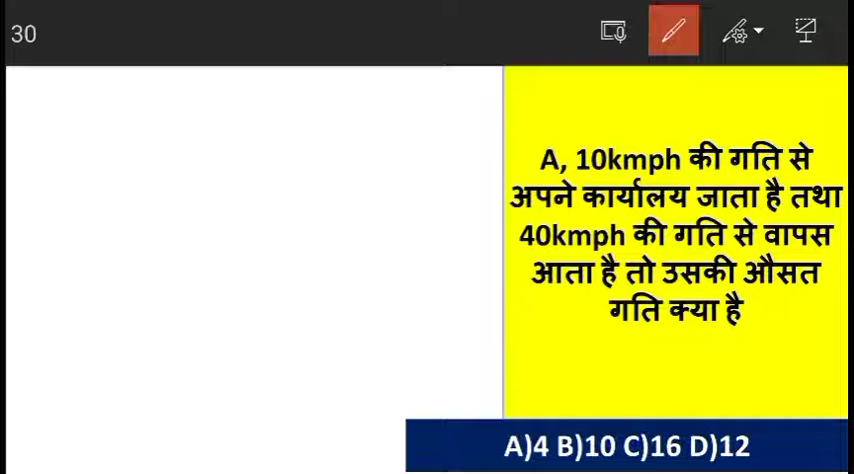 30
A, 10kmph की गति से
अपने कार्यालय जाता है तथा
40kmph की गति से वापस
आता है तो उसकी औसत
गति क्या है
A)4 B)10 C)16 D)12